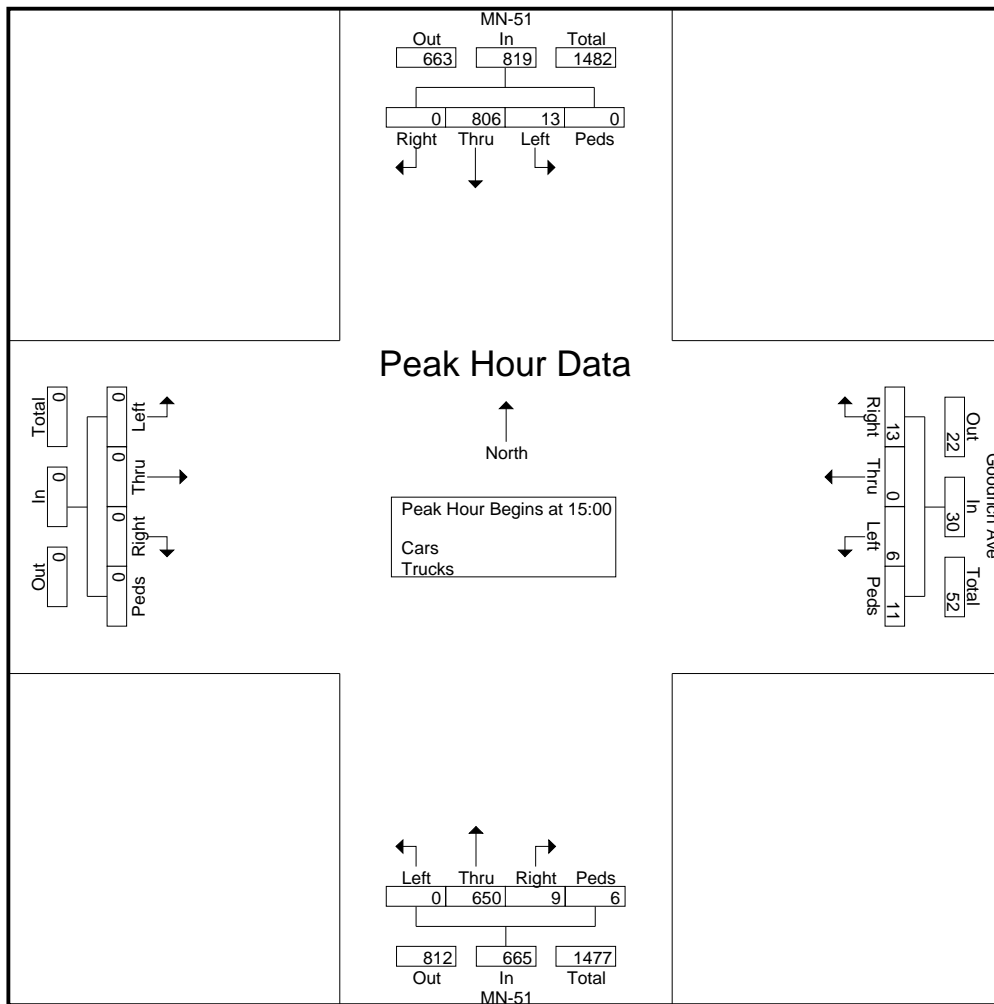 MN-51
Out In Total
663 819 1482
0 806 13 0
Right Thru Left Peds
Peak Hour Data
North
Peak Hour Begins at 15:00
Cars
Trucks
Left Thru Right Peds
0 0 0 0
Total In Out
0 0 0
Right Thru Left Peds
13 0 6 11
Out In Total
22 30 52
Goodrich Ave
Left Thru Right Peds
0 650 9 6
812 665 1477
Out In Total
MN-51